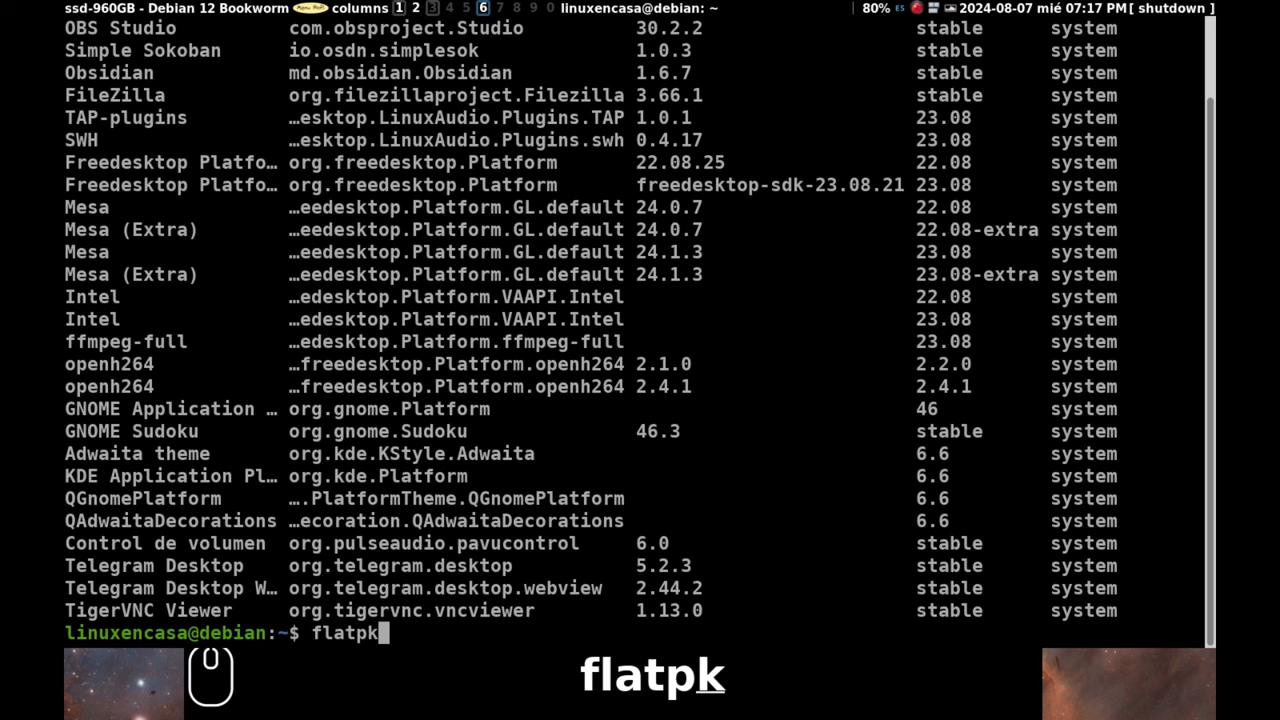 ssd-960GB - Debian 12 Bookworm Menu columns 1 2 3 4 5 6 7 8 9 0 linuxencasa@debian: ~ 80% ES 2024-08-07 mié 07:17 PM[ shutdown ]
OBS Studio com.obsproject.Studio 30.2.2 stable system
Simple Sokoban io.osdn.simplesok 1.0.3 stable system
Obsidian md.obsidian.Obsidian 1.6.7 stable system
FileZilla org.filezillaproject.Filezilla 3.66.1 stable system
TAP-plugins …esktop.LinuxAudio.Plugins.TAP 1.0.1 23.08 system
SWH …esktop.LinuxAudio.Plugins.swh 0.4.17 23.08 system
Freedesktop Platfo… org.freedesktop.Platform 22.08.25 22.08 system
Freedesktop Platfo… org.freedesktop.Platform freedesktop-sdk-23.08.21 23.08 system
Mesa …eedesktop.Platform.GL.default 24.0.7 22.08 system
Mesa (Extra) …eedesktop.Platform.GL.default 24.0.7 22.08-extra system
Mesa …eedesktop.Platform.GL.default 24.1.3 23.08 system
Mesa (Extra) …eedesktop.Platform.GL.default 24.1.3 23.08-extra system
Intel …edesktop.Platform.VAAPI.Intel 22.08 system
Intel …edesktop.Platform.VAAPI.Intel 23.08 system
ffmpeg-full …edesktop.Platform.ffmpeg-full 23.08 system
openh264 …freedesktop.Platform.openh264 2.1.0 2.2.0 system
openh264 …freedesktop.Platform.openh264 2.4.1 2.4.1 system
GNOME Application … org.gnome.Platform 46 system
GNOME Sudoku org.gnome.Sudoku 46.3 stable system
Adwaita theme org.kde.KStyle.Adwaita 6.6 system
KDE Application Pl… org.kde.Platform 6.6 system
QGnomePlatform ….PlatformTheme.QGnomePlatform 6.6 system
QAdwaitaDecorations …ecoration.QAdwaitaDecorations 6.6 system
Control de volumen org.pulseaudio.pavucontrol 6.0 stable system
Telegram Desktop org.telegram.desktop 5.2.3 stable system
Telegram Desktop W… org.telegram.desktop.webview 2.44.2 stable system
TigerVNC Viewer org.tigervnc.vncviewer 1.13.0 stable system
linuxencasa@debian:~$ flatpk
flatpk